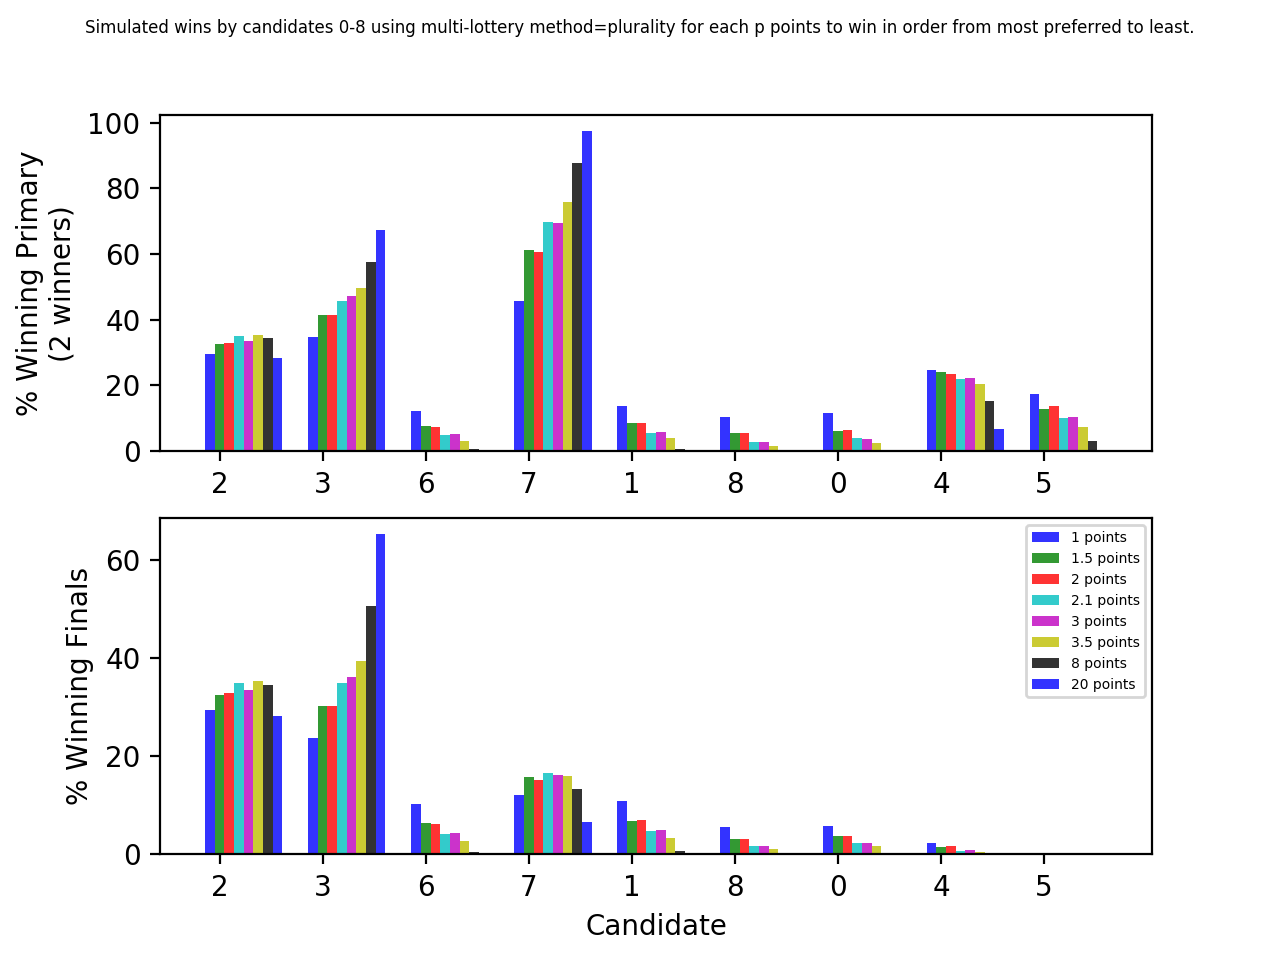 Simulated wins by candidates 0-8 using multi-lottery method=plurality for each p points to win in order from most preferred to least.
% Winning Primary
(2 winners)
100
80
60
40
20
0
2 3 6 7 1 8 0 4 5
% Winning Finals
60
40
20
0
1 points
1.5 points
2 points
2.1 points
3 points
3.5 points
8 points
20 points
2 3 6 7 1 8 0 4 5
Candidate